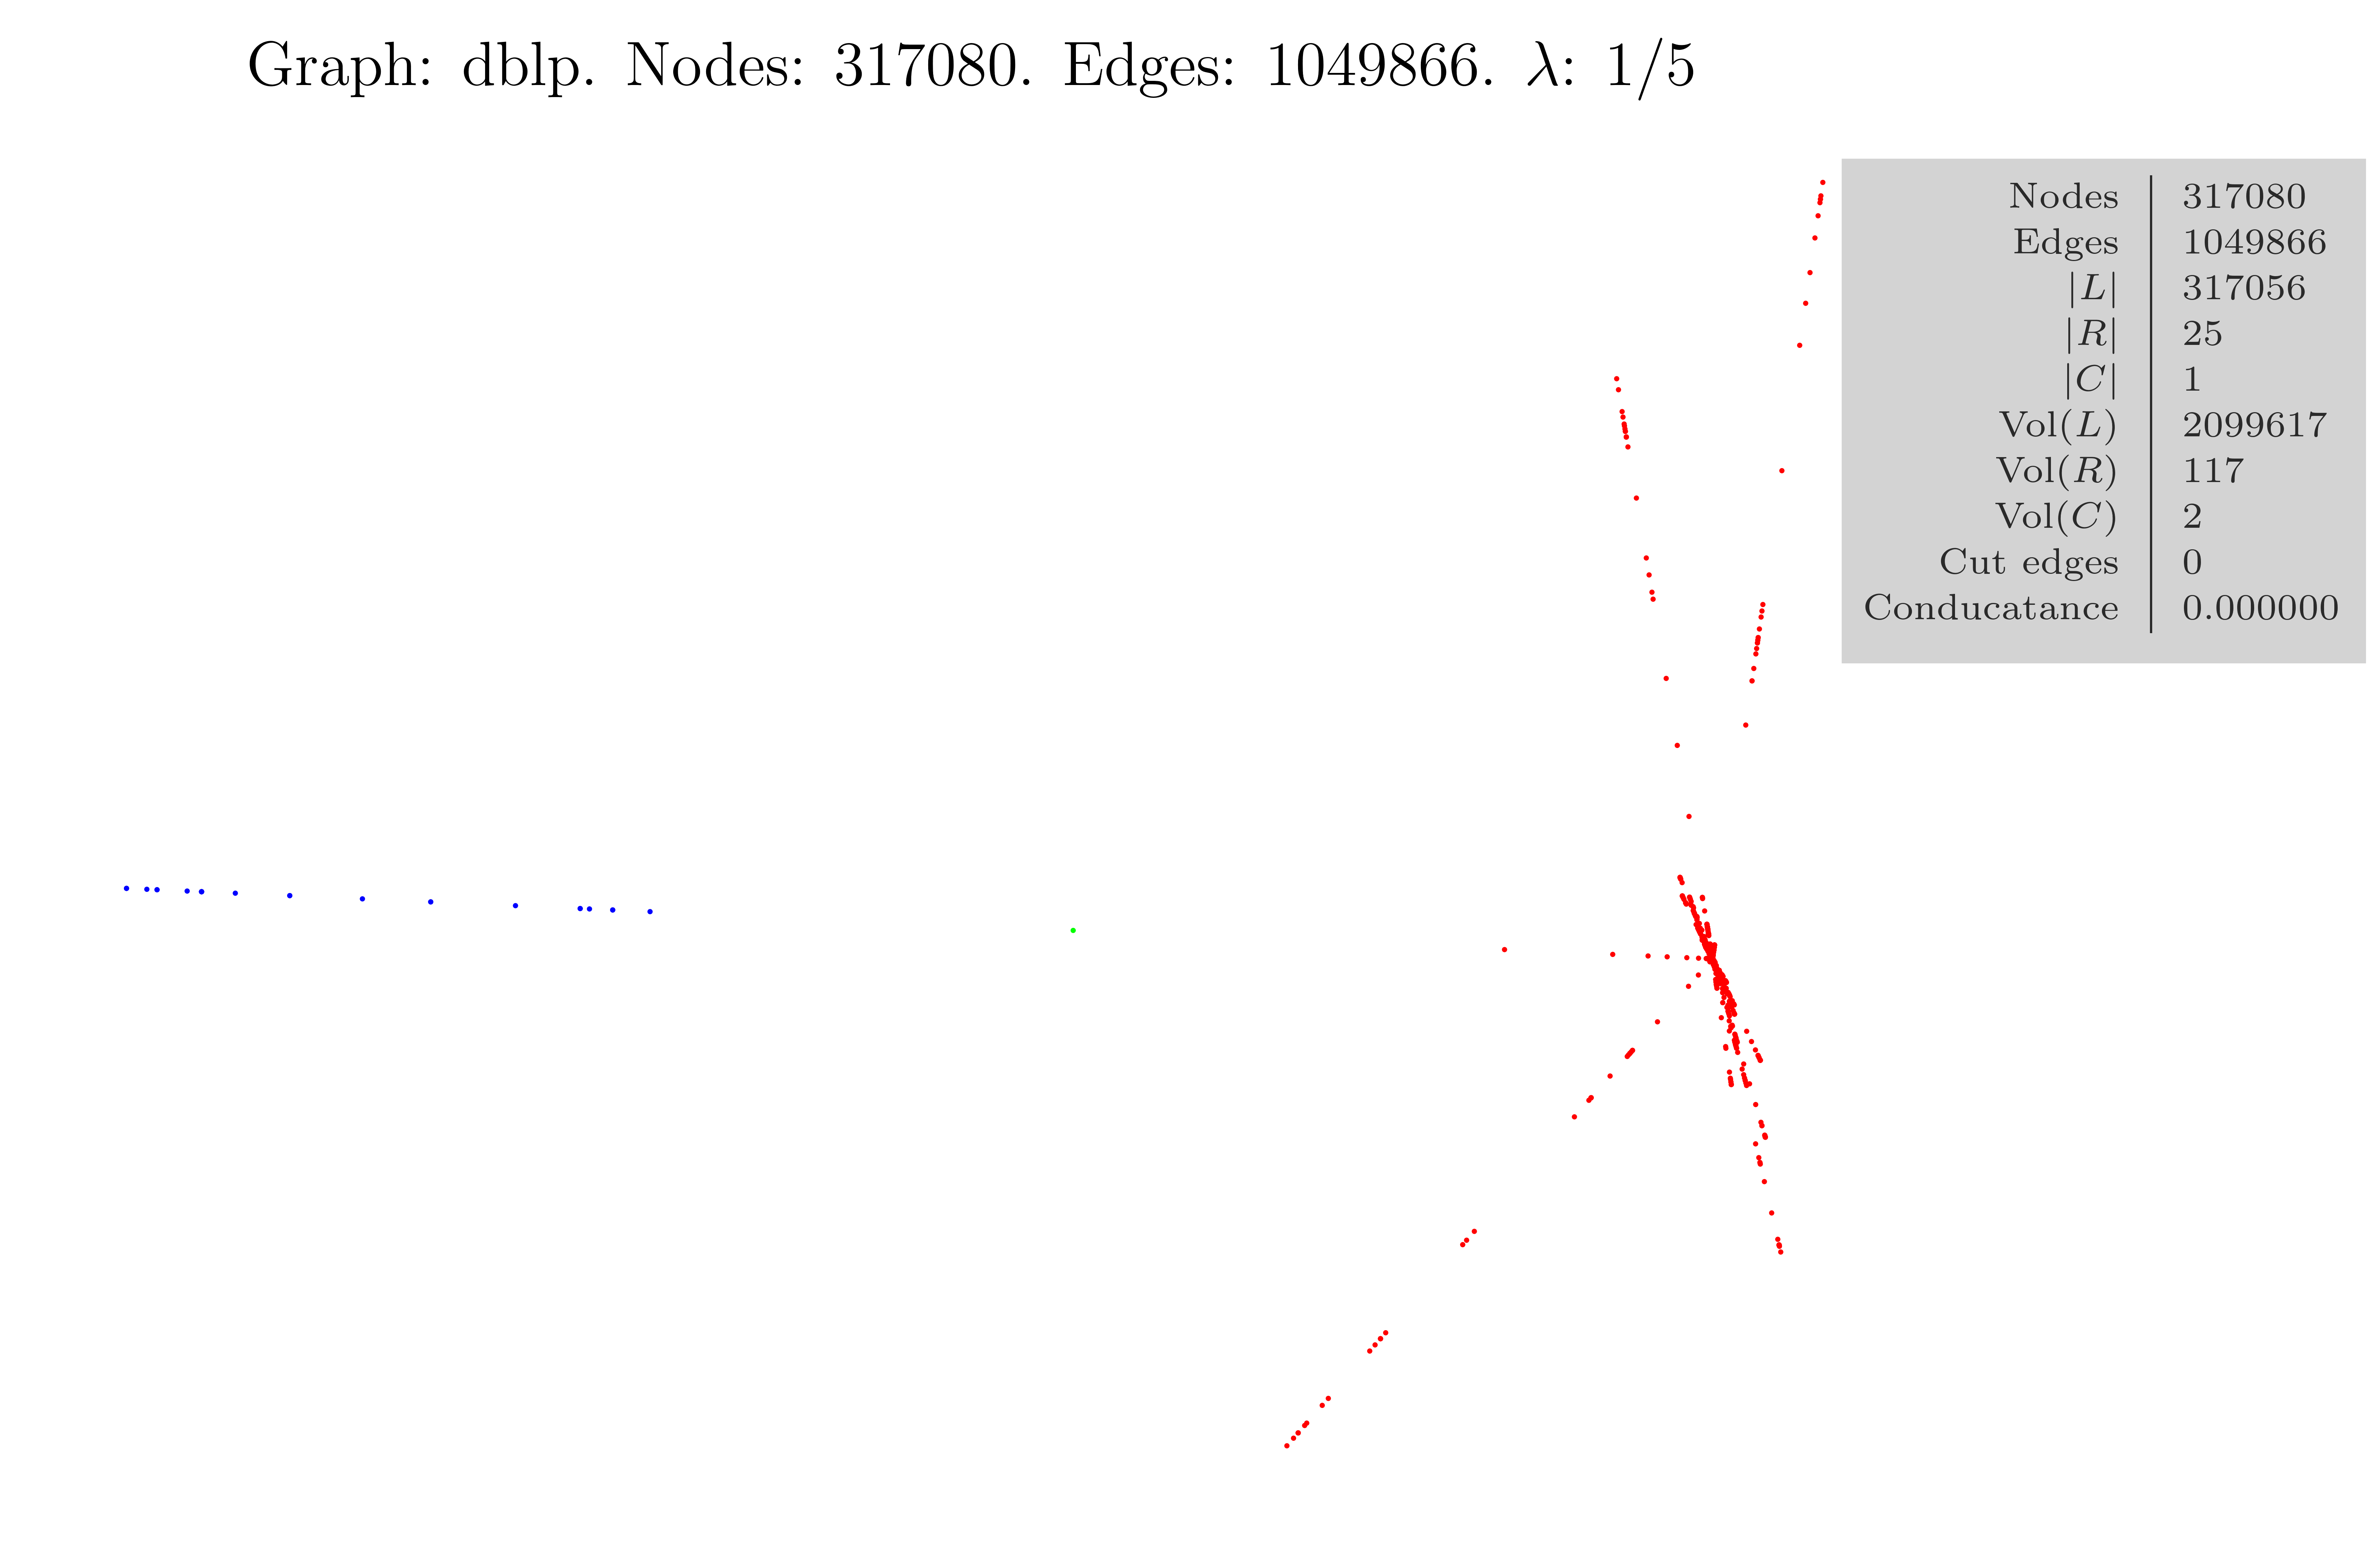 Graph: dblp. Nodes: 317080. Edges: 1049866. λ: 1/5
Nodes 317080
Edges 1049866
|L| 317056
|R| 25
|C| 1
Vol(L) 2099617
Vol(R) 117
Vol(C) 2
Cut edges 0
Conducatance 0.000000